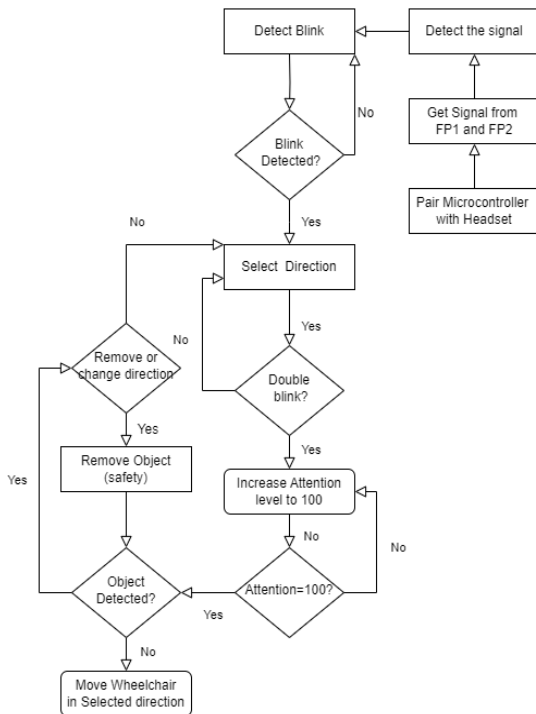 Detect Blink
Detect the signal
No
Get Signal from
FP1 and FP2
Blink
Detected?
Pair Microcontroller
with Headset
Yes
No
Select Direction
Yes
No
Remove or
change direction
Double
blink?
Yes
Yes
Remove Object
(safety)
Yes
Increase Attention
level to 100
No
No
Object
Detected?
Attention=100?
Yes
No
Move Wheelchair
in Selected direction